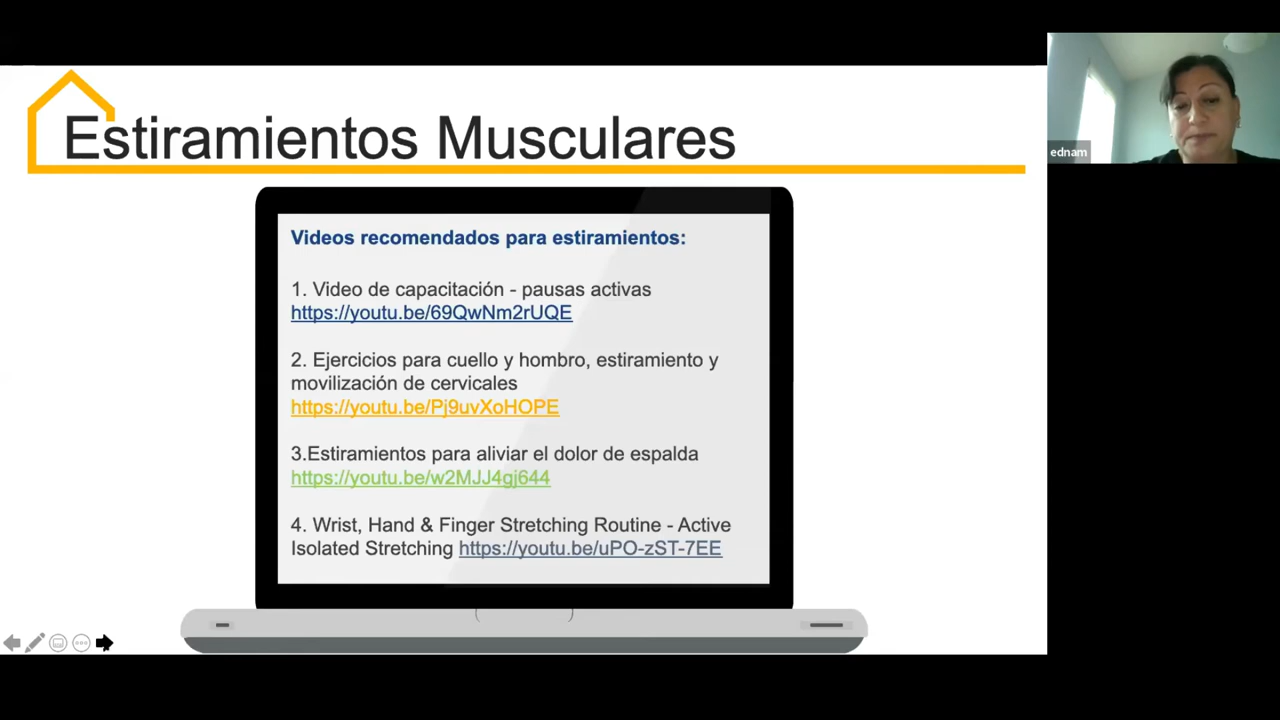 Estiramientos Musculares
ednam
Videos recomendados para estiramientos:
1. Video de capacitación - pausas activas
https://youtu.be/69QwNm2rUQE
2. Ejercicios para cuello y hombro, estiramiento y
movilización de cervicales
https://youtu.be/Pj9uvXoHOPE
3.Estiramientos para aliviar el dolor de espalda
https://youtu.be/w2MJJ4gj644
4. Wrist, Hand & Finger Stretching Routine - Active
Isolated Stretching https://youtu.be/uPO-zST-7EE